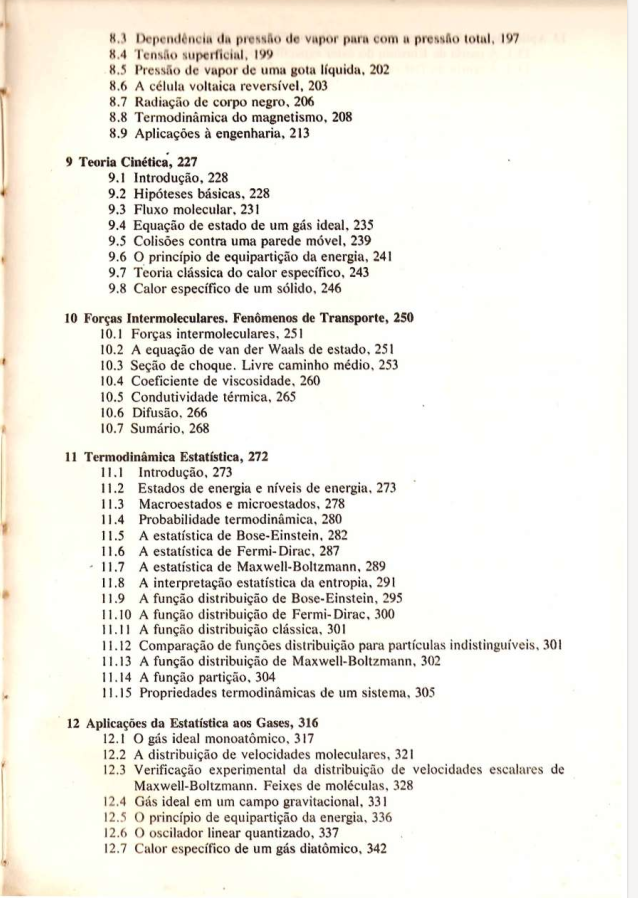 8.3 Dependência da pressão de vapor para com a pressão total, 197
8.4 Tensão superficial, 199
8.5 Pressão de vapor de uma gota líquida, 202
8.6 A célula voltaica reversível, 203
8.7 Radiação de corpo negro, 206
8.8 Termodinâmica do magnetismo, 208
8.9 Aplicações à engenharia, 213
9 Teoria Cinética, 227
9.1 Introdução, 228
9.2 Hipóteses básicas, 228
9.3 Fluxo molecular, 231
9.4 Equação de estado de um gás ideal, 235
9.5 Colisões contra uma parede móvel, 239
9.6 O princípio de equipartição da energia, 241
9.7 Teoria clássica do calor específico, 243
9.8 Calor específico de um sólido, 246
10 Forças Intermoleculares. Fenômenos de Transporte, 250
10.1 Forças intermoleculares, 251
10.2 A equação de van der Waals de estado, 251
10.3 Seção de choque. Livre caminho médio, 253
10.4 Coeficiente de viscosidade, 260
10.5 Condutividade térmica, 265
10.6 Difusão, 266
10.7 Sumário, 268
11 Termodinâmica Estatística, 272
11.1 Introdução, 273
11.2 Estados de energia e níveis de energia, 273
11.3 Macroestados e microestados, 278
11.4 Probabilidade termodinâmica, 280
11.5 A estatística de Bose-Einstein, 282
11.6 A estatística de Fermi-Dirac, 287
11.7 A estatística de Maxwell-Boltzmann, 289
11.8 A interpretação estatística da entropia, 291
11.9 A função distribuição de Bose-Einstein, 295
11.10 A função distribuição de Fermi-Dirac, 300
11.11 A função distribuição clássica, 301
11.12 Comparação de funções distribuição para partículas indistinguíveis, 301
11.13 A função distribuição de Maxwell-Boltzmann, 302
11.14 A função partição, 304
11.15 Propriedades termodinâmicas de um sistema, 305
12 Aplicações da Estatística aos Gases, 316
12.1 O gás ideal monoatômico, 317
12.2 A distribuição de velocidades moleculares, 321
12.3 Verificação experimental da distribuição de velocidades escalares de
Maxwell-Boltzmann. Feixes de moléculas, 328
12.4 Gás ideal em um campo gravitacional, 331
12.5 O princípio de equipartição da energia, 336
12.6 O oscilador linear quantizado, 337
12.7 Calor específico de um gás diatômico, 342